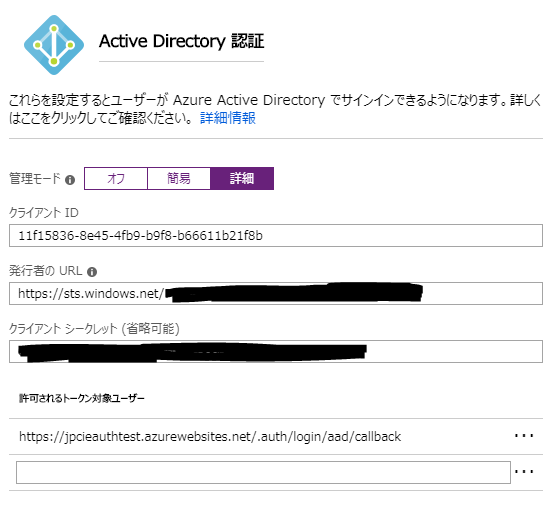 Active Directory 認証
これらを設定するとユーザーが Azure Active Directory でサインインできるようになります。詳しく
はここをクリックしてご確認ください。 詳細情報
管理モード
オフ 簡易 詳細
クライアント ID
11f15836-8e45-4fb9-b9f8-b66611b21f8b
発行者の URL
https://sts.windows.net/
クライアント シークレット (省略可能)
許可されるトークン対象ユーザー
https://jpcieauthtest.azurewebsites.net/.auth/login/aad/callback